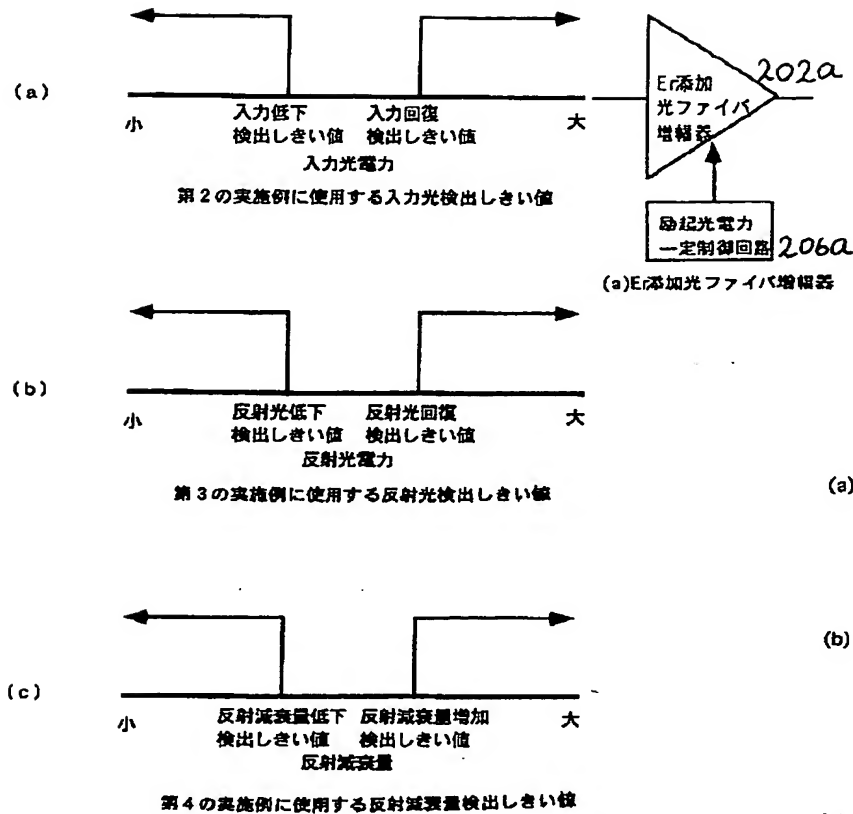 (a)
小
入力低下
検出しきい値
入力回復
検出しきい値
大
入力光電力
第2の実施例に使用する入力光検出しきい値
Er添加
光ファイバ
増幅器
202a
励起光電力
一定制御回路
206a
(a)Er添加光ファイバ増幅器
(b)
小
反射光低下
検出しきい値
反射光回復
検出しきい値
大
反射光電力
第3の実施例に使用する反射光検出しきい値
(a)
(c)
小
反射減衰量低下
検出しきい値
反射減衰量増加
検出しきい値
大
反射減衰量
第4の実施例に使用する反射減衰量検出しきい値
(b)